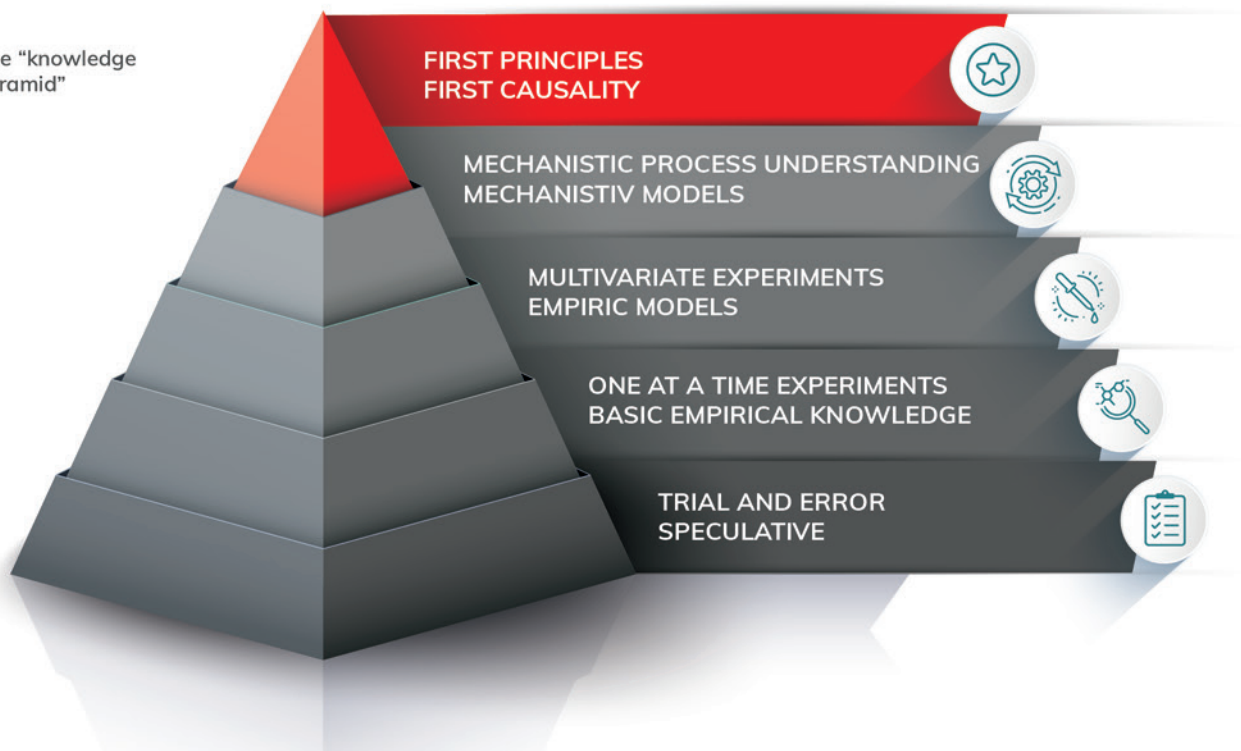 e “knowledge
ramid”
FIRST PRINCIPLES
FIRST CAUSALITY
MECHANISTIC PROCESS UNDERSTANDING
MECHANISTIV MODELS
MULTIVARIATE EXPERIMENTS
EMPIRIC MODELS
ONE AT A TIME EXPERIMENTS
BASIC EMPIRICAL KNOWLEDGE
TRIAL AND ERROR
SPECULATIVE